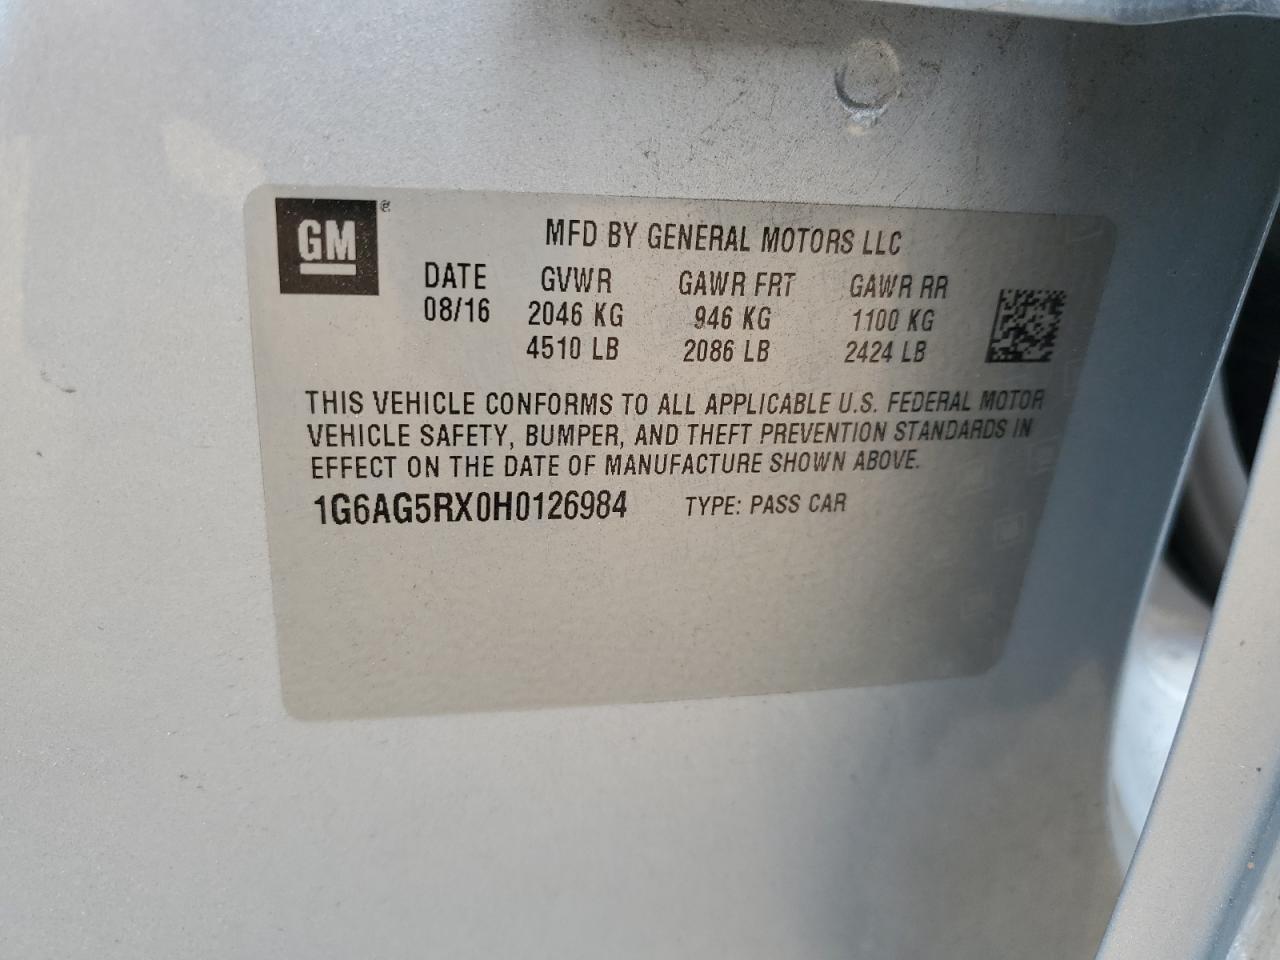 GM®
MFD BY GENERAL MOTORS LLC
DATE GVWR GAWR FRT GAWR RR
08/16 2046 KG 946 KG 1100 KG
4510 LB 2086 LB 2424 LB
THIS VEHICLE CONFORMS TO ALL APPLICABLE U.S. FEDERAL MOTOR
VEHICLE SAFETY, BUMPER, AND THEFT PREVENTION STANDARDS IN
EFFECT ON THE DATE OF MANUFACTURE SHOWN ABOVE.
1G6AG5RX0H0126984 TYPE: PASS CAR